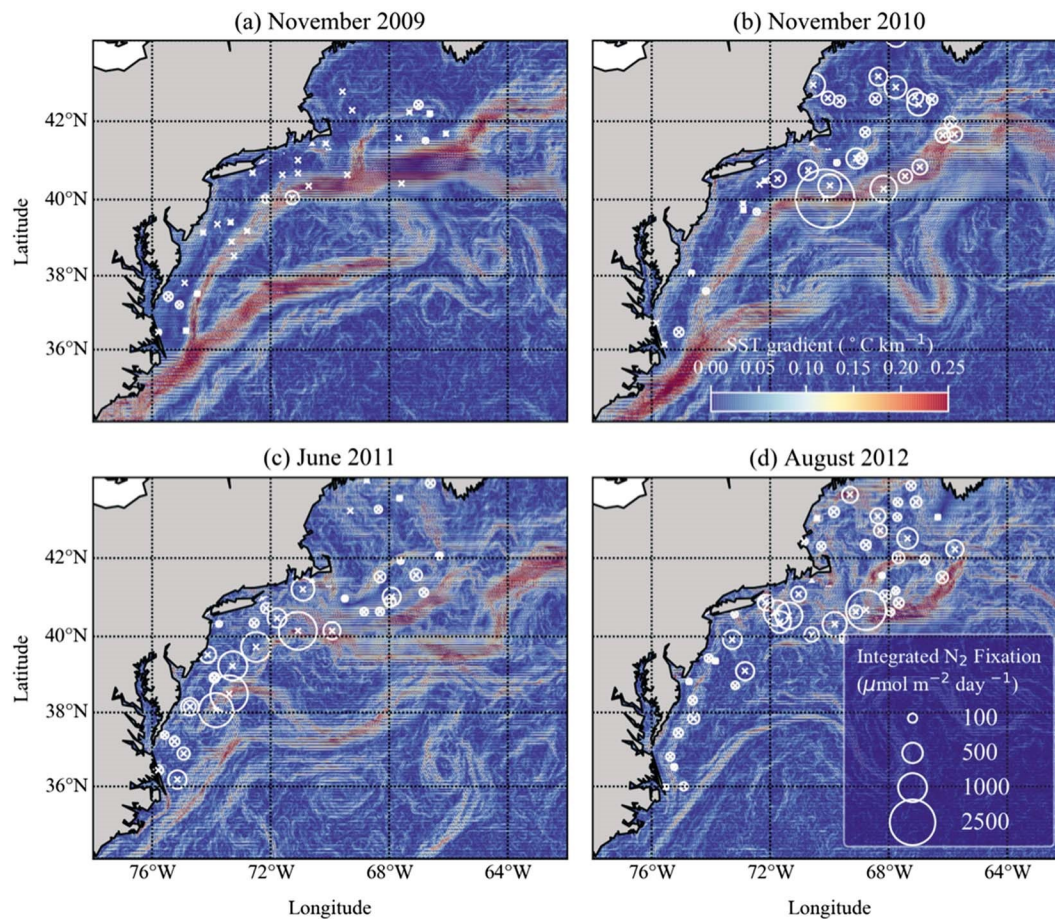 (a) November 2009
(b) November 2010
Latitude
42°N
40°N
38°N
36°N
SST gradient (°C km⁻¹)
0.00 0.05 0.10 0.15 0.20 0.25
(c) June 2011
(d) August 2012
Latitude
42°N
40°N
38°N
36°N
Integrated N₂ Fixation
(μmol m⁻² day ⁻¹)
100
500
1000
2500
76°W 72°W 68°W 64°W
76°W 72°W 68°W 64°W
Longitude
Longitude